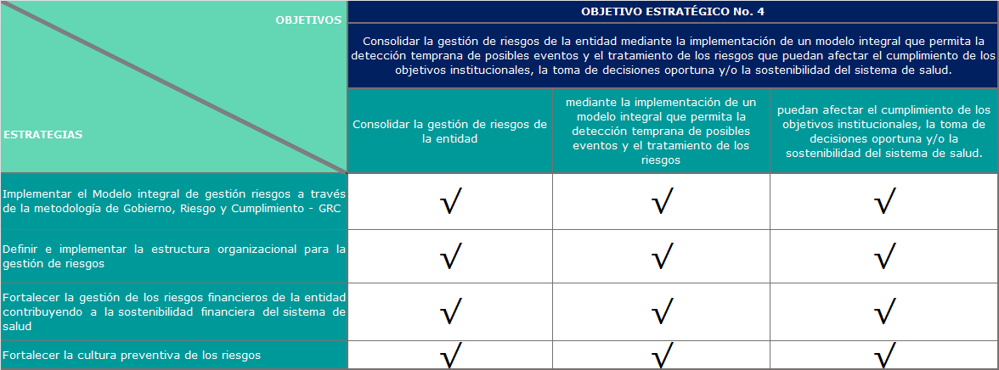 OBJETIVOS
ESTRATEGIAS
OBJETIVO ESTRATÉGICO No. 4
Consolidar la gestión de riesgos de la entidad mediante la implementación de un modelo integral que permita la
detección temprana de posibles eventos y el tratamiento de los riesgos que puedan afectar el cumplimiento de los
objetivos institucionales, la toma de decisiones oportuna y/o la sostenibilidad del sistema de salud.
Consolidar la gestión de riesgos de
la entidad
mediante la implementación de un
modelo integral que permita la
detección temprana de posibles
eventos y el tratamiento de los
riesgos
puedan afectar el cumplimiento de los
objetivos institucionales, la toma de
decisiones oportuna y/o la
sostenibilidad del sistema de salud.
Implementar el Modelo integral de gestión riesgos a través
de la metodología de Gobierno, Riesgo y Cumplimiento - GRC
√ √ √
Definir e implementar la estructura organizacional para la
gestión de riesgos
√ √ √
Fortalecer la gestión de los riesgos financieros de la entidad
contribuyendo a la sostenibilidad financiera del sistema de
salud
√ √ √
Fortalecer la cultura preventiva de los riesgos
√ √ √